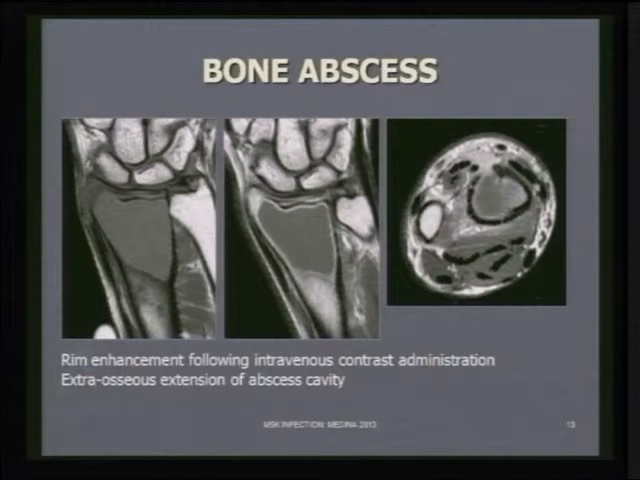 BONE ABSCESS
Rim enhancement following intravenous contrast administration
Extra-osseous extension of abscess cavity
MSK INFECTION: MEDINA 2013
13